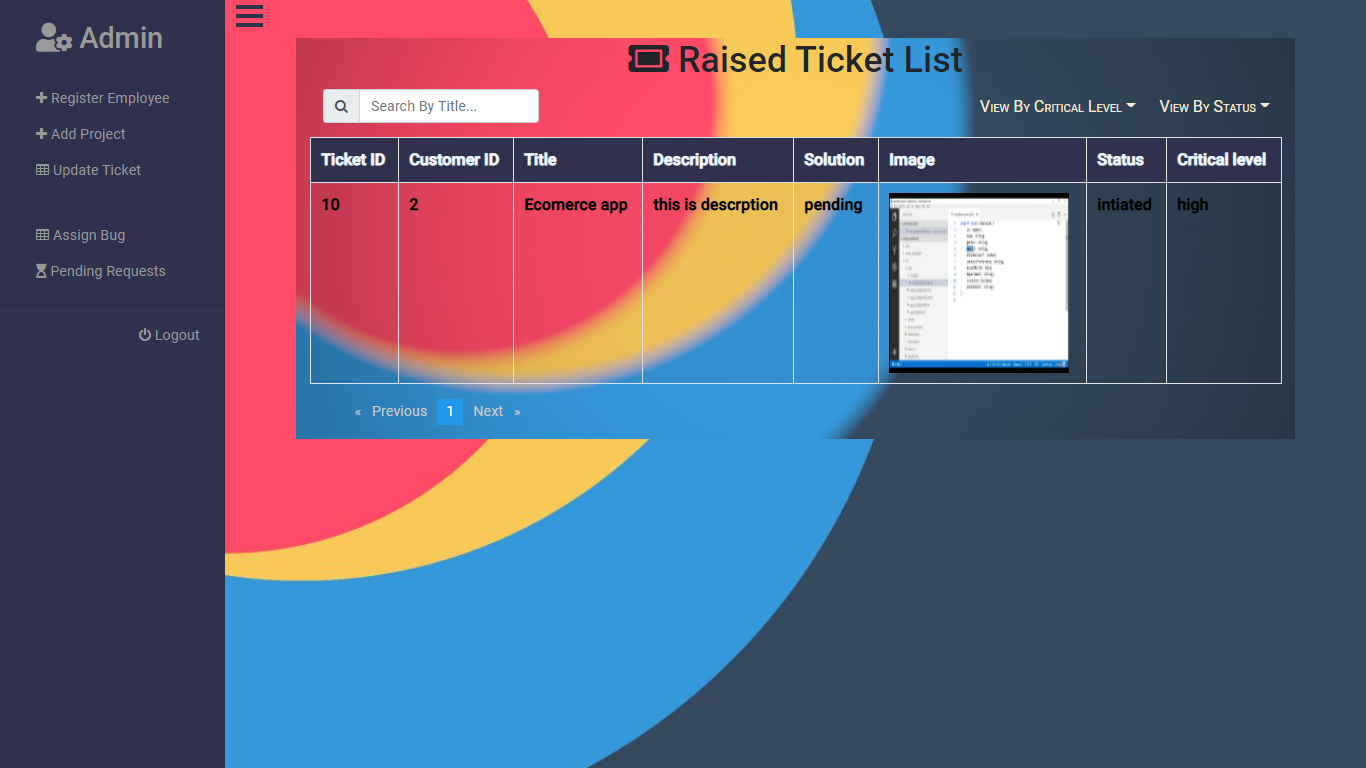 Admin
Register Employee
Add Project
Update Ticket
Assign Bug
Pending Requests
Logout
Raised Ticket List
Search By Title...
View By Critical Level
View By Status
Ticket ID Customer ID Title Description Solution Image Status Critical level
10 2 Ecomerce app this is descrption pending intiated high
« Previous 1 Next »